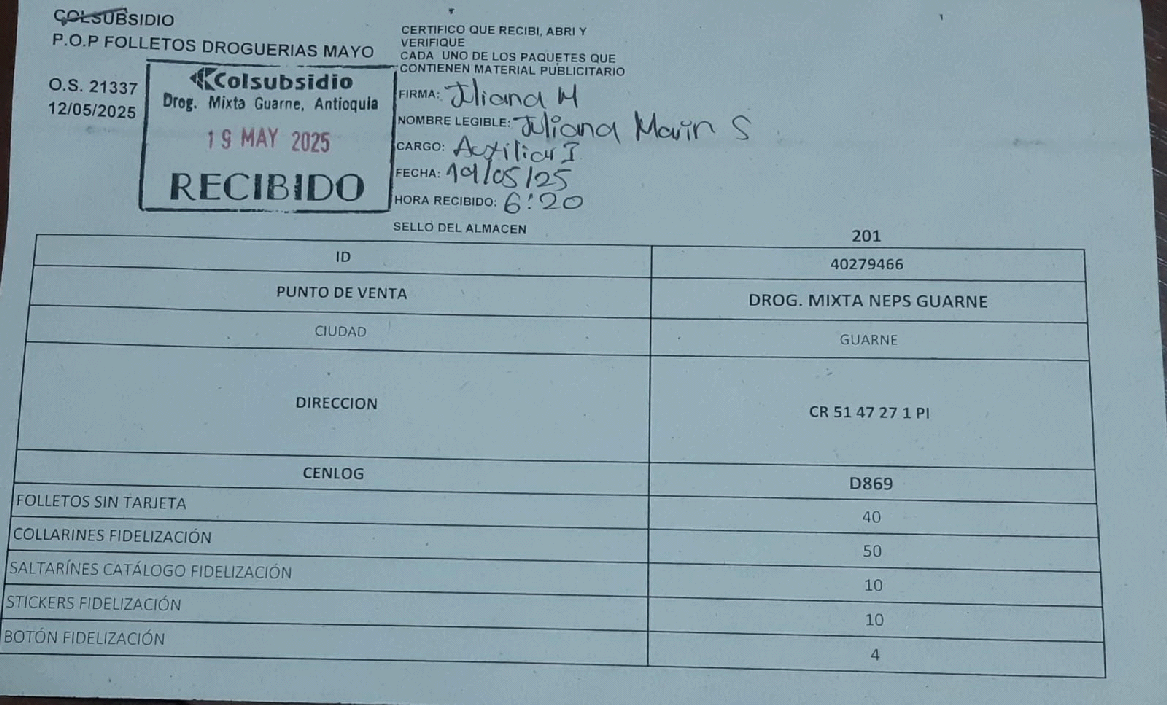 COLSUBSIDIO
P.O.P FOLLETOS DROGUERIAS MAYO
O.S. 21337
12/05/2025
Colsubsidio
Drog. Mixta Guarne, Antioquia
19 MAY 2025
RECIBIDO
CERTIFICO QUE RECIBI, ABRI Y
VERIFIQUE
CADA UNO DE LOS PAQUETES QUE
CONTIENEN MATERIAL PUBLICITARIO
FIRMA: Juliana M
NOMBRE LEGIBLE: Juliana Marin S
CARGO: Auxiliar I
FECHA: 19/05/25
HORA RECIBIDO: 6:20
SELLO DEL ALMACEN
201
ID 40279466
PUNTO DE VENTA DROG. MIXTA NEPS GUARNE
CIUDAD GUARNE
DIRECCION CR 51 47 27 1 PI
CENLOG D869
FOLLETOS SIN TARJETA 40
COLLARINES FIDELIZACIÓN 50
SALTARÍNES CATÁLOGO FIDELIZACIÓN 10
STICKERS FIDELIZACIÓN 10
BOTÓN FIDELIZACIÓN 4